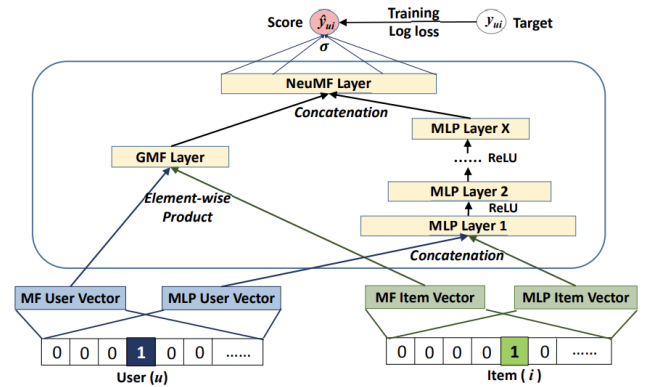 Score ŷui Training yui Target
Log loss
σ
NeuMF Layer
Concatenation
MLP Layer X
GMF Layer
...... ReLU
Element-wise
Product
MLP Layer 2
ReLU
MLP Layer 1
Concatenation
MF User Vector MLP User Vector MF Item Vector MLP Item Vector
0 0 0 1 0 0 ...... 0 0 0 0 0 1 0 ......
User (u) Item ( i )